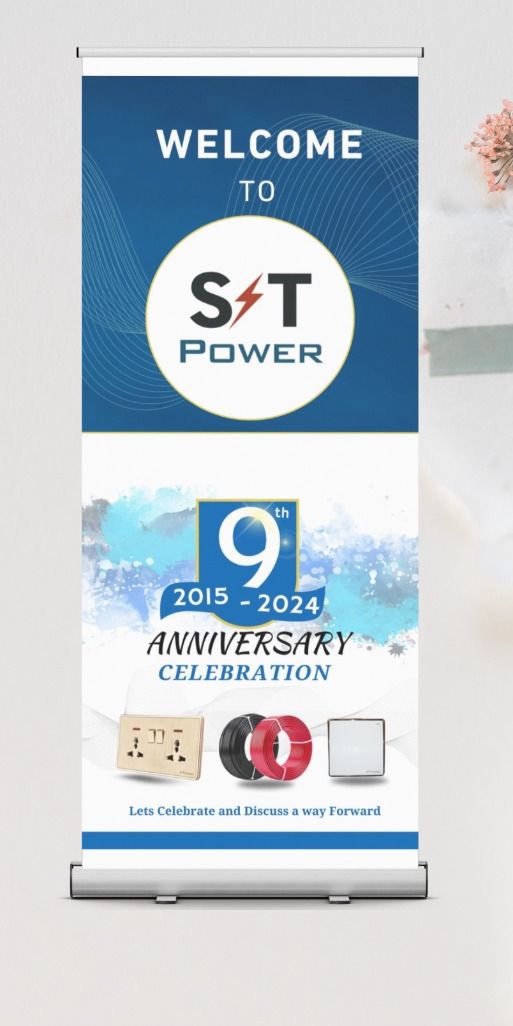 WELCOME
TO
S T
POWER
9th
2015 - 2024
ANNIVERSARY
CELEBRATION
Lets Celebrate and Discuss a way Forward